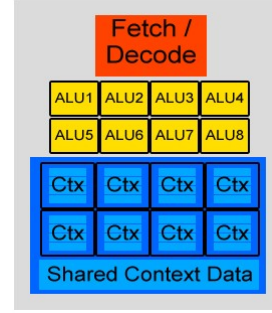 Fetch /
Decode
ALU1 ALU2 ALU3 ALU4
ALU5 ALU6 ALU7 ALU8
Ctx Ctx Ctx Ctx
Ctx Ctx Ctx Ctx
Shared Context Data